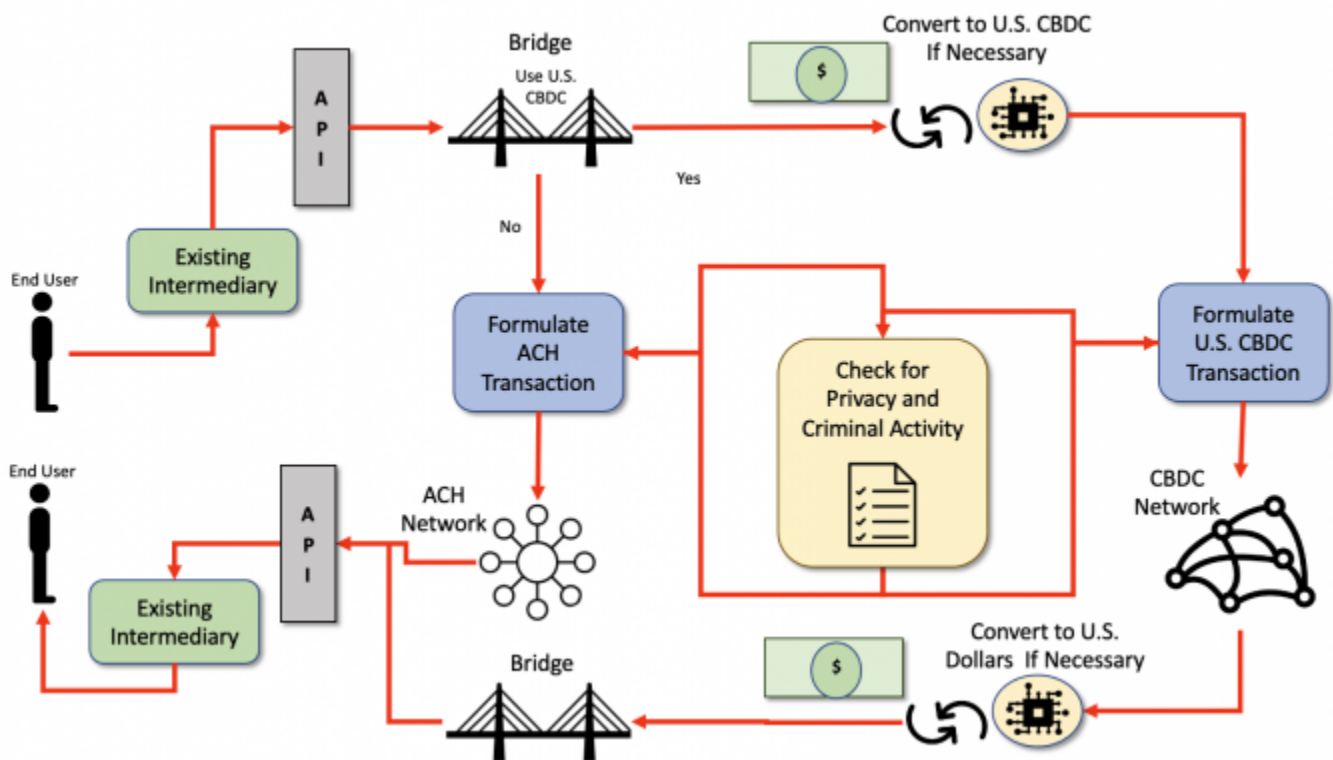 Convert to U.S. CBDC
If Necessary
$
Bridge
Use U.S.
CBDC
A
P
I
Yes
No
Existing
Intermediary
End User
Formulate
ACH
Transaction
Check for
Privacy and
Criminal Activity
Formulate
U.S. CBDC
Transaction
End User
A
P
I
ACH
Network
CBDC
Network
Existing
Intermediary
Bridge
$
Convert to U.S.
Dollars If Necessary